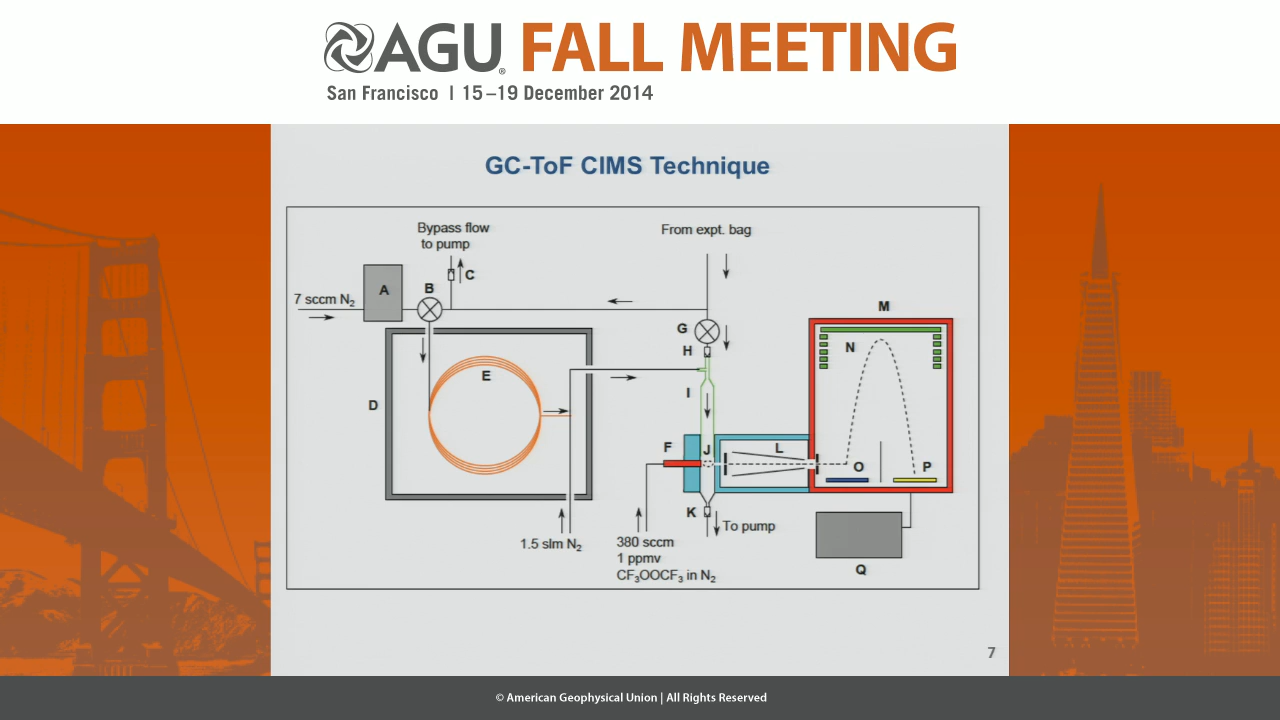 AGU® FALL MEETING
San Francisco | 15–19 December 2014
GC-ToF CIMS Technique
Bypass flow
to pump
From expt. bag
C
A
B
7 sccm N₂
G
H
M
N
E
I
D
F
J
L
O
P
K
To pump
1.5 slm N₂
380 sccm
1 ppmv
CF₃OOCF₃ in N₂
Q
7
© American Geophysical Union | All Rights Reserved